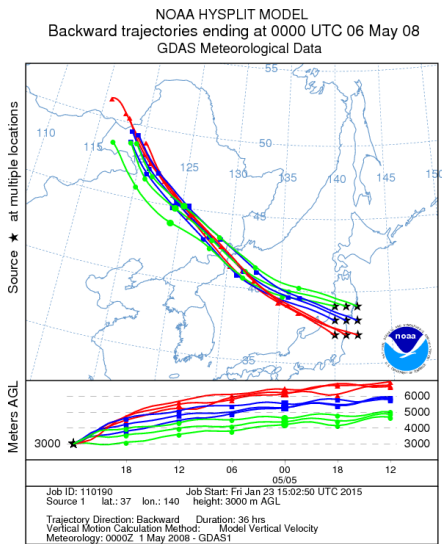 NOAA HYSPLIT MODEL
Backward trajectories ending at 0000 UTC 06 May 08
GDAS Meteorological Data
Source ★ at multiple locations
55
110
115
50
125
130
135
140
145
150
45
35
noaa
Meters AGL
3000
6000
5000
4000
3000
18 12 06 00 18 12
05/05
Job ID: 110190 Job Start: Fri Jan 23 15:02:50 UTC 2015
Source 1 lat.: 37 lon.: 140 height: 3000 m AGL
Trajectory Direction: Backward Duration: 36 hrs
Vertical Motion Calculation Method: Model Vertical Velocity
Meteorology: 0000Z 1 May 2008 - GDAS1